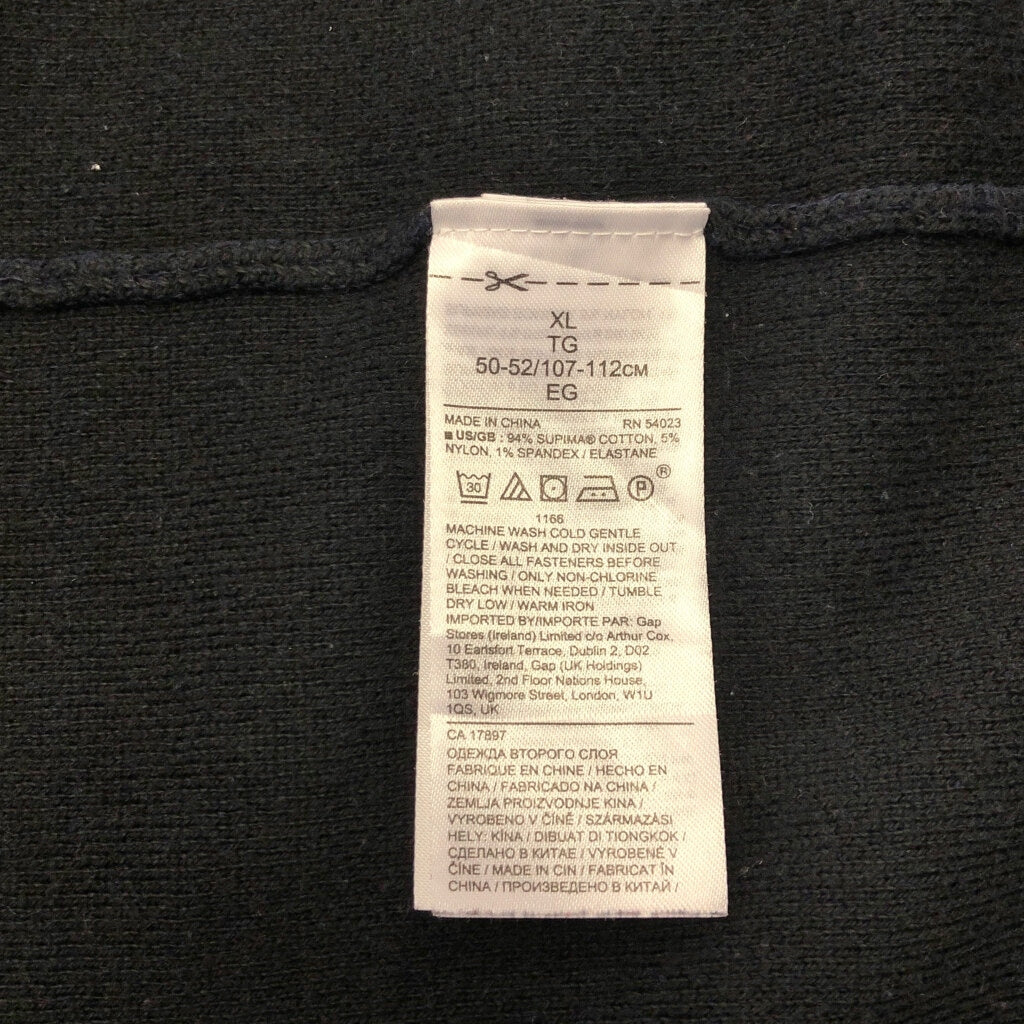 XL
TG
50-52/107-112CM
EG
MADE IN CHINA RN 54023
US/GB : 94% SUPIMA® COTTON, 5%
NYLON, 1% SPANDEX / ELASTANE
30 P ®
1166
MACHINE WASH COLD GENTLE
CYCLE / WASH AND DRY INSIDE OUT
/ CLOSE ALL FASTENERS BEFORE
WASHING / ONLY NON-CHLORINE
BLEACH WHEN NEEDED / TUMBLE
DRY LOW / WARM IRON
IMPORTED BY/IMPORTE PAR: Gap
Stores (Ireland) Limited c/o Arthur Cox,
10 Earlsfort Terrace, Dublin 2, D02
T380, Ireland, Gap (UK Holdings)
Limited, 2nd Floor Nations House,
103 Wigmore Street, London, W1U
1QS, UK
CA 17897
ОДЕЖДА ВТОРОГО СЛОЯ
FABRIQUE EN CHINE / HECHO EN
CHINA / FABRICADO NA CHINA /
ZEMLJA PROIZVODNJE KINA /
VYROBENO V ČÍNĚ / SZÁRMAZÁSI
HELY: KÍNA / DIBUAT DI TIONGKOK /
СДЕЛАНО В КИТАЕ / VYROBENÉ V
ČÍNE / MADE IN CIN / FABRICAT ÎN
CHINA / ПРОИЗВЕДЕНО В КИТАЙ /